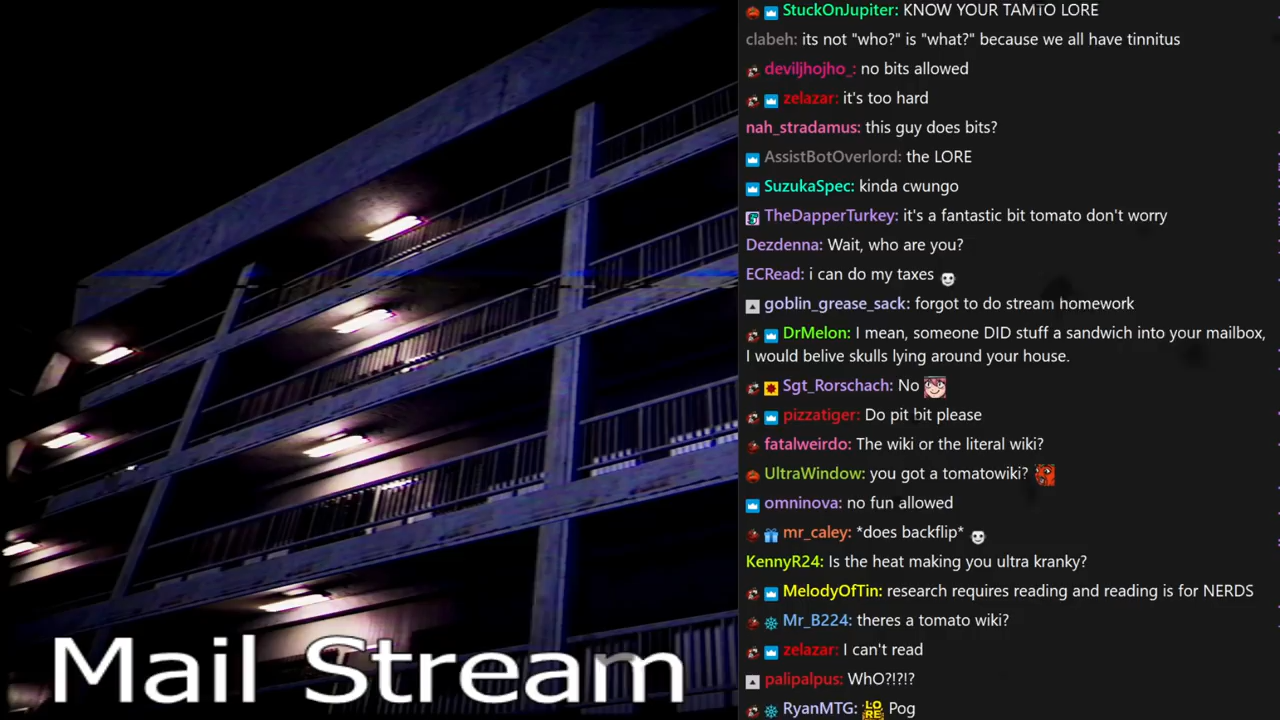 StuckOnJupiter: KNOW YOUR TAMTO LORE
clabeh: its not "who?" is "what?" because we all have tinnitus
deviljhojho_: no bits allowed
zelazar: it's too hard
nah_stradamus: this guy does bits?
AssistBotOverlord: the LORE
SuzukaSpec: kinda cwungo
TheDapperTurkey: it's a fantastic bit tomato don't worry
Dezdenna: Wait, who are you?
ECRead: i can do my taxes
goblin_grease_sack: forgot to do stream homework
DrMelon: I mean, someone DID stuff a sandwich into your mailbox,
I would belive skulls lying around your house.
Sgt_Rorschach: No
pizzatiger: Do pit bit please
fatalweirdo: The wiki or the literal wiki?
UltraWindow: you got a tomatowiki?
omninova: no fun allowed
mr_caley: *does backflip*
KennyR24: Is the heat making you ultra kranky?
MelodyOfTin: research requires reading and reading is for NERDS
Mr_B224: theres a tomato wiki?
zelazar: I can't read
palipalpus: WhO?!?!?
RyanMTG: LORE Pog
Mail Stream